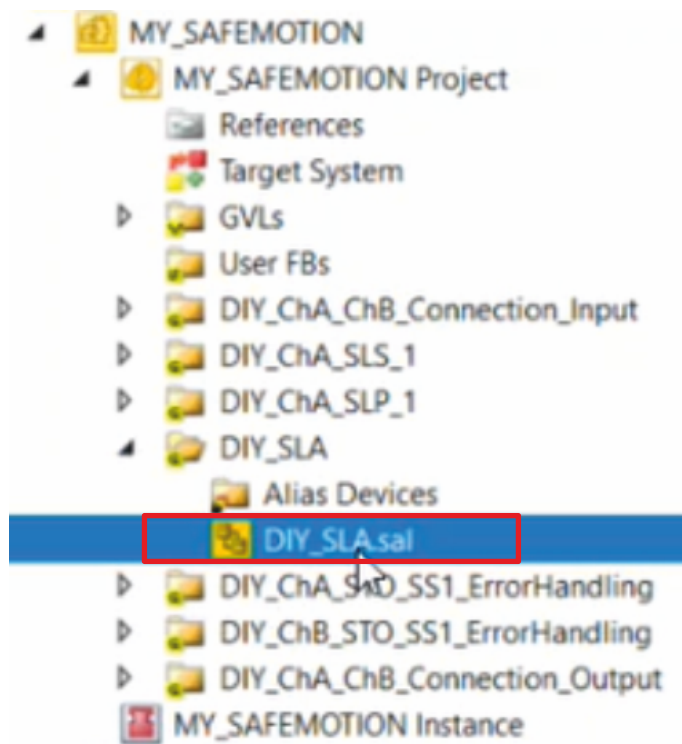 MY_SAFEMOTION
MY_SAFEMOTION Project
References
Target System
GVLs
User FBs
DIY_ChA_ChB_Connection_Input
DIY_ChA_SLS_1
DIY_ChA_SLP_1
DIY_SLA
Alias Devices
DIY_SLA.sal
DIY_ChA_STO_SS1_ErrorHandling
DIY_ChB_STO_SS1_ErrorHandling
DIY_ChA_ChB_Connection_Output
MY_SAFEMOTION Instance